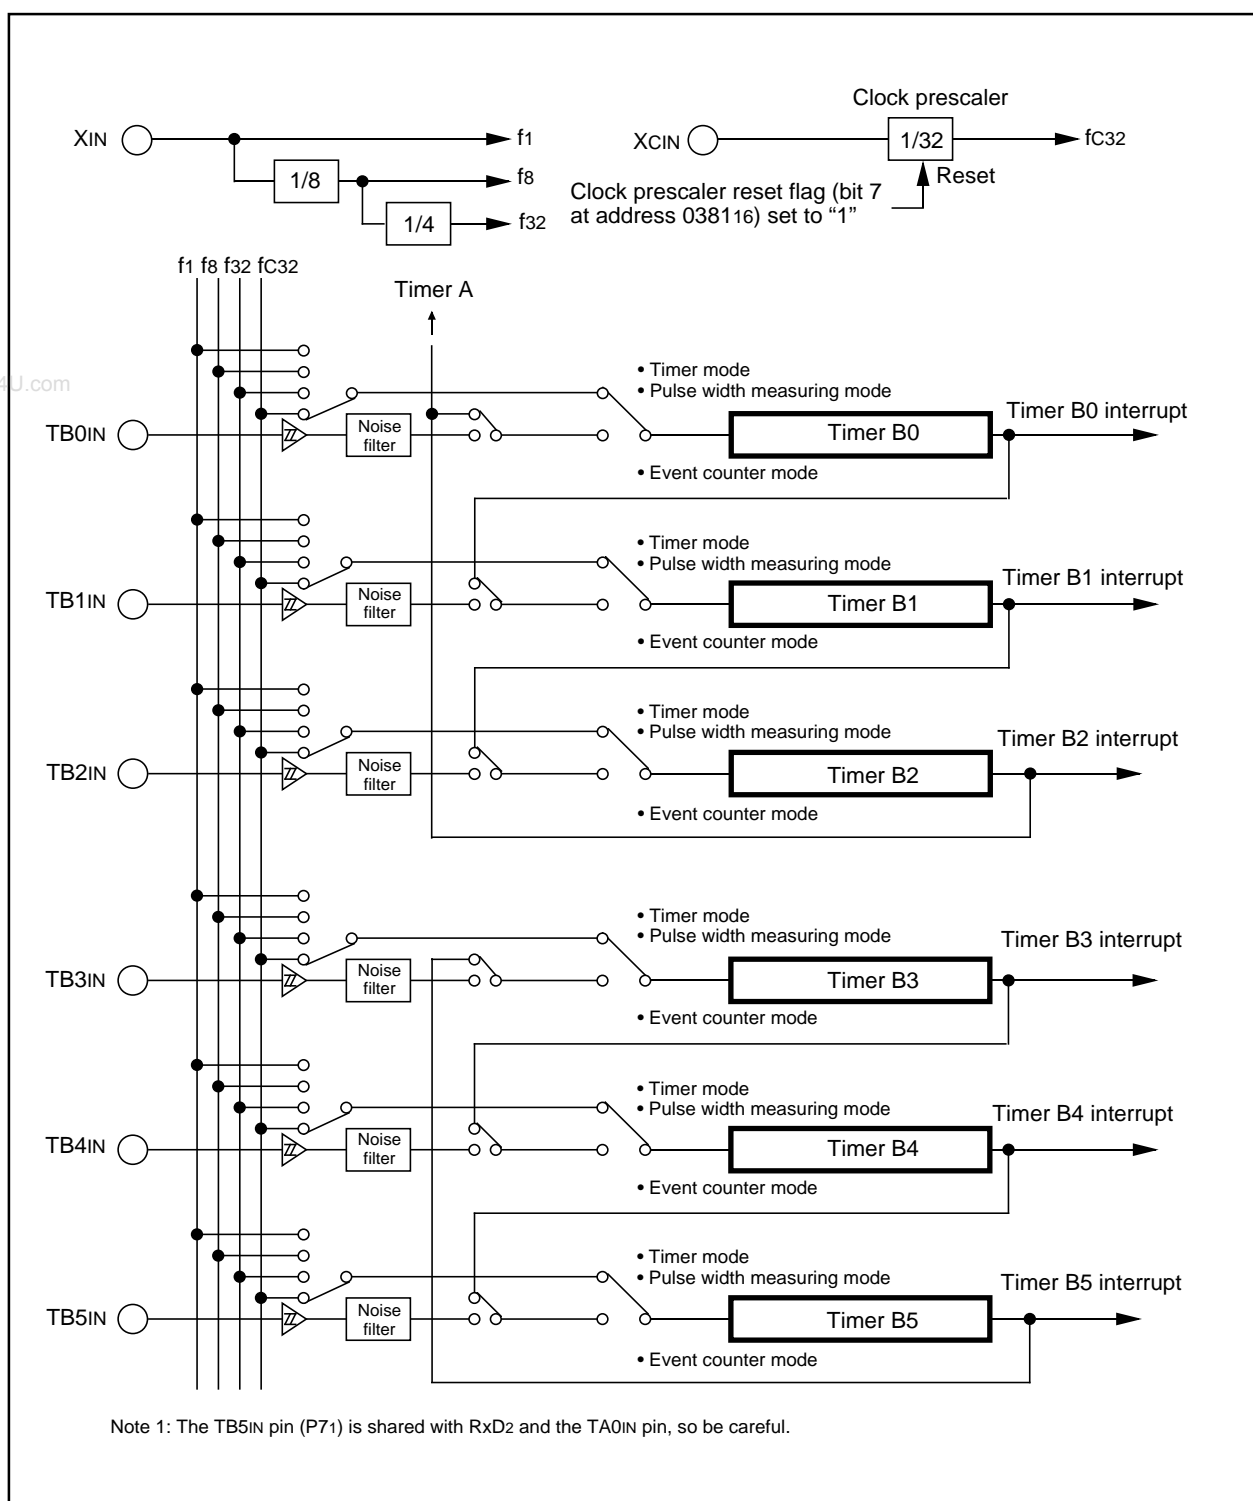 Clock prescaler
XIN
f1
XCIN
1/32
fC32
1/8
f8
Reset
Clock prescaler reset flag (bit 7
at address 038116) set to “1”
1/4
f32
f1 f8 f32 fC32
Timer A
4U.com
• Timer mode
• Pulse width measuring mode
TB0IN
Noise
filter
Timer B0
Timer B0 interrupt
• Event counter mode
• Timer mode
• Pulse width measuring mode
TB1IN
Noise
filter
Timer B1
Timer B1 interrupt
• Event counter mode
• Timer mode
• Pulse width measuring mode
TB2IN
Noise
filter
Timer B2
Timer B2 interrupt
• Event counter mode
• Timer mode
• Pulse width measuring mode
TB3IN
Noise
filter
Timer B3
Timer B3 interrupt
• Event counter mode
• Timer mode
• Pulse width measuring mode
TB4IN
Noise
filter
Timer B4
Timer B4 interrupt
• Event counter mode
• Timer mode
• Pulse width measuring mode
TB5IN
Noise
filter
Timer B5
Timer B5 interrupt
• Event counter mode
Note 1: The TB5IN pin (P71) is shared with RxD2 and the TA0IN pin, so be careful.